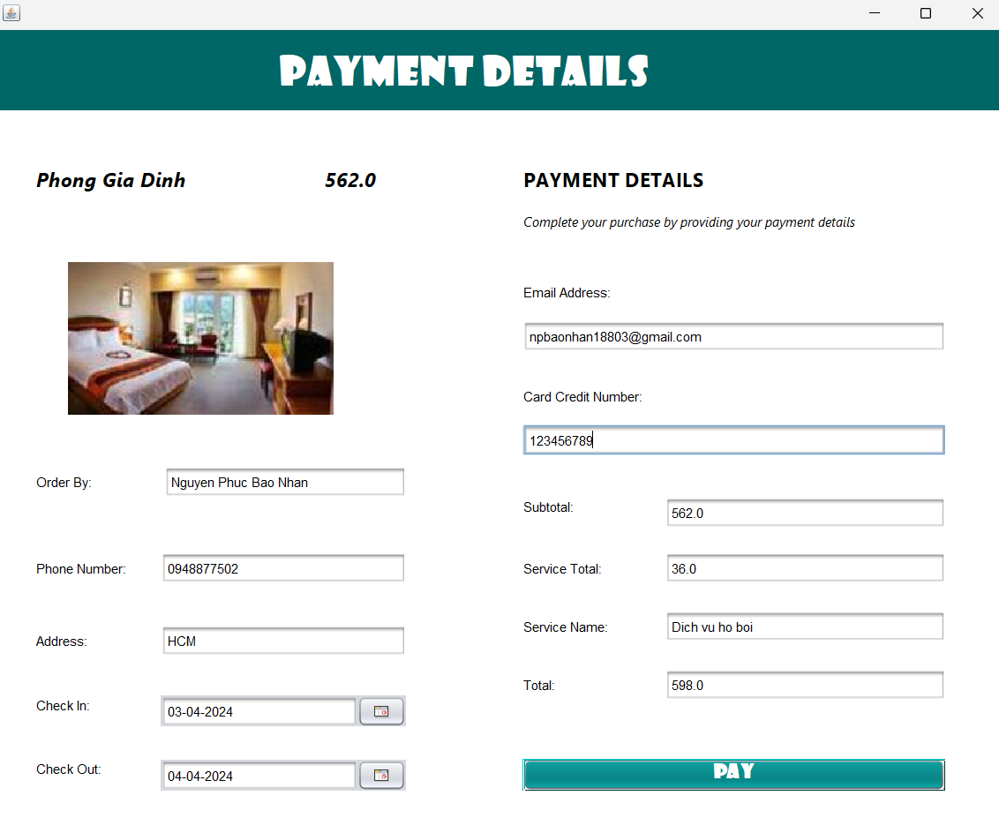 PAYMENT DETAILS
Phong Gia Dinh 562.0
Order By: Nguyen Phuc Bao Nhan
Phone Number: 0948877502
Address: HCM
Check In: 03-04-2024
Check Out: 04-04-2024
PAYMENT DETAILS
Complete your purchase by providing your payment details
Email Address:
npbaonhan18803@gmail.com
Card Credit Number:
123456789
Subtotal: 562.0
Service Total: 36.0
Service Name: Dich vu ho boi
Total: 598.0
PAY